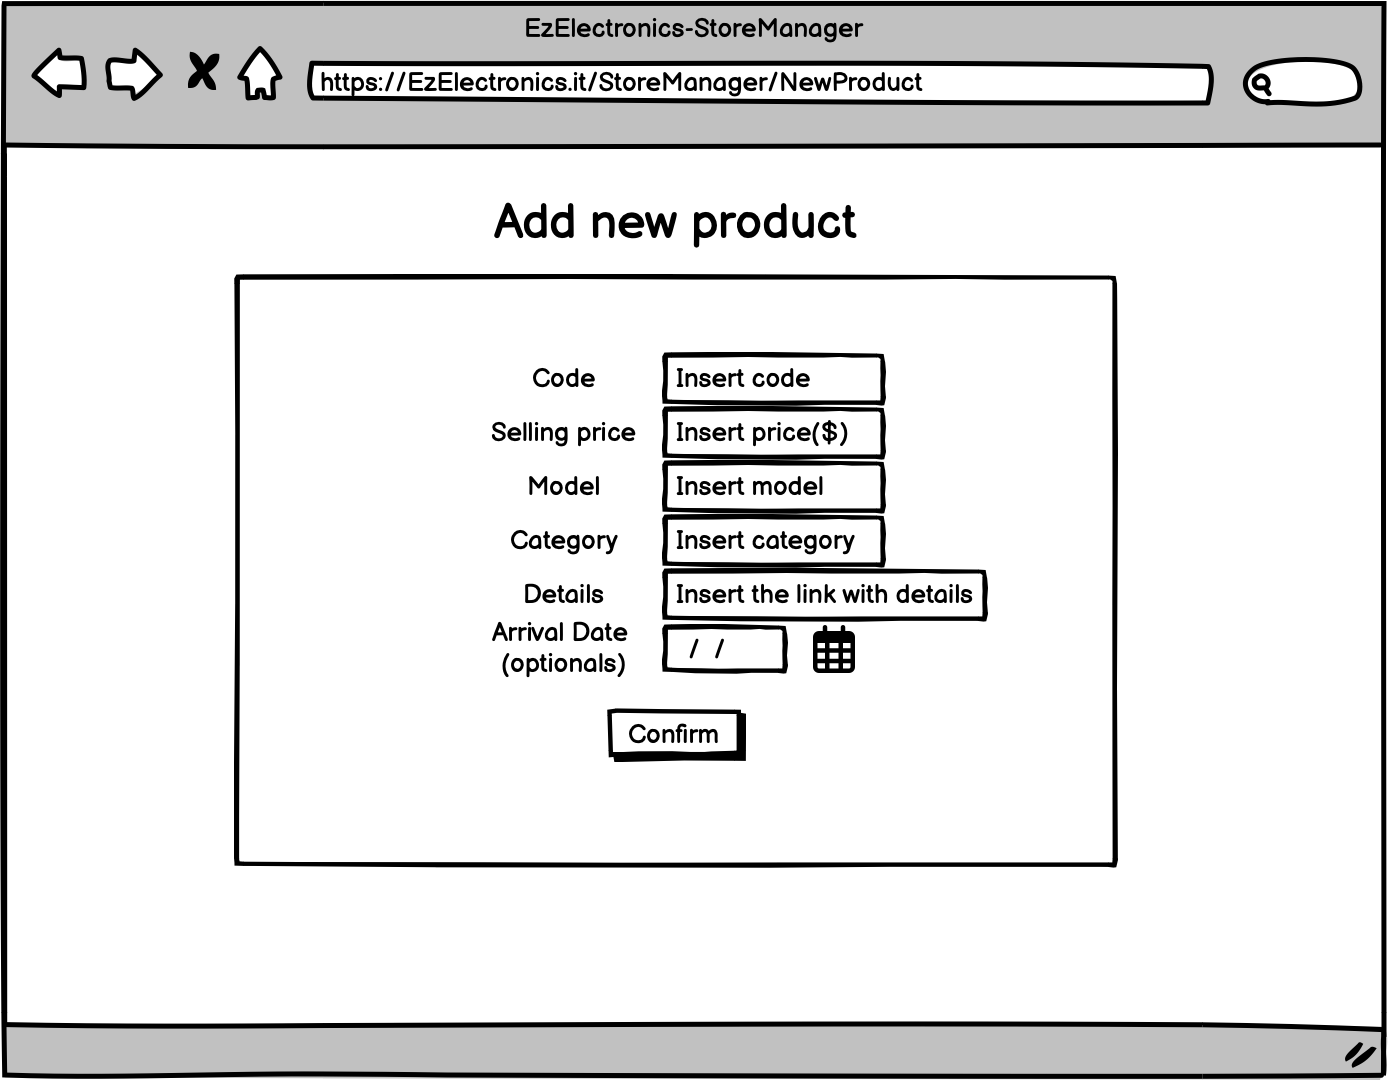 EzElectronics-StoreManager
https://EzElectronics.it/StoreManager/NewProduct
Add new product
Code
Insert code
Selling price
Insert price($)
Model
Insert model
Category
Insert category
Details
Insert the link with details
Arrival Date
(optionals)
/ /
Confirm